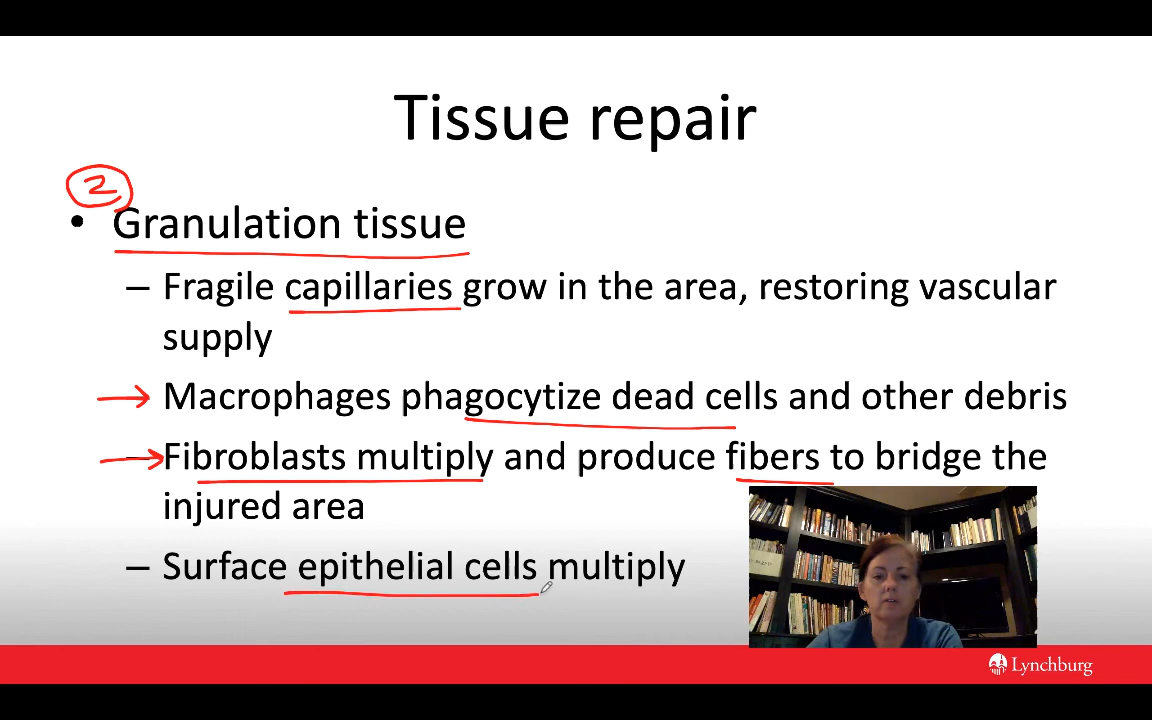 Tissue repair
2
• Granulation tissue
– Fragile capillaries grow in the area, restoring vascular
supply
Macrophages phagocytize dead cells and other debris
– Fibroblasts multiply and produce fibers to bridge the
injured area
– Surface epithelial cells multiply
Lynchburg